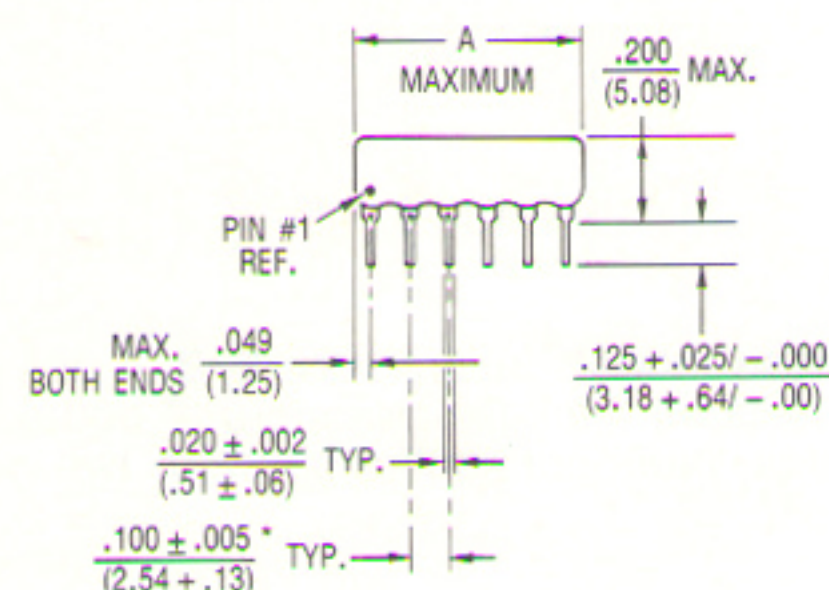 A
MAXIMUM
.200
(5.08)
MAX.
PIN #1
REF.
MAX.
BOTH ENDS
.049
(1.25)
.125 + .025/ - .000
(3.18 + .64/ - .00)
.020 ± .002
(.51 ± .06)
TYP.
.100 ± .005 *
(2.54 + .13)
TYP.